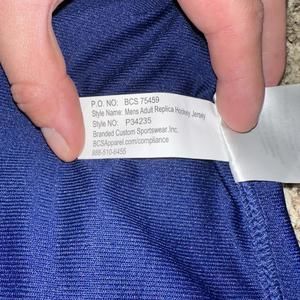 P.O. NO: BCS 75459
Style Name: Mens Adult Replica Hockey Jersey
Style NO: P34235
Branded Custom Sportswear, Inc.
BCSApparel.com/compliance
866-510-8455